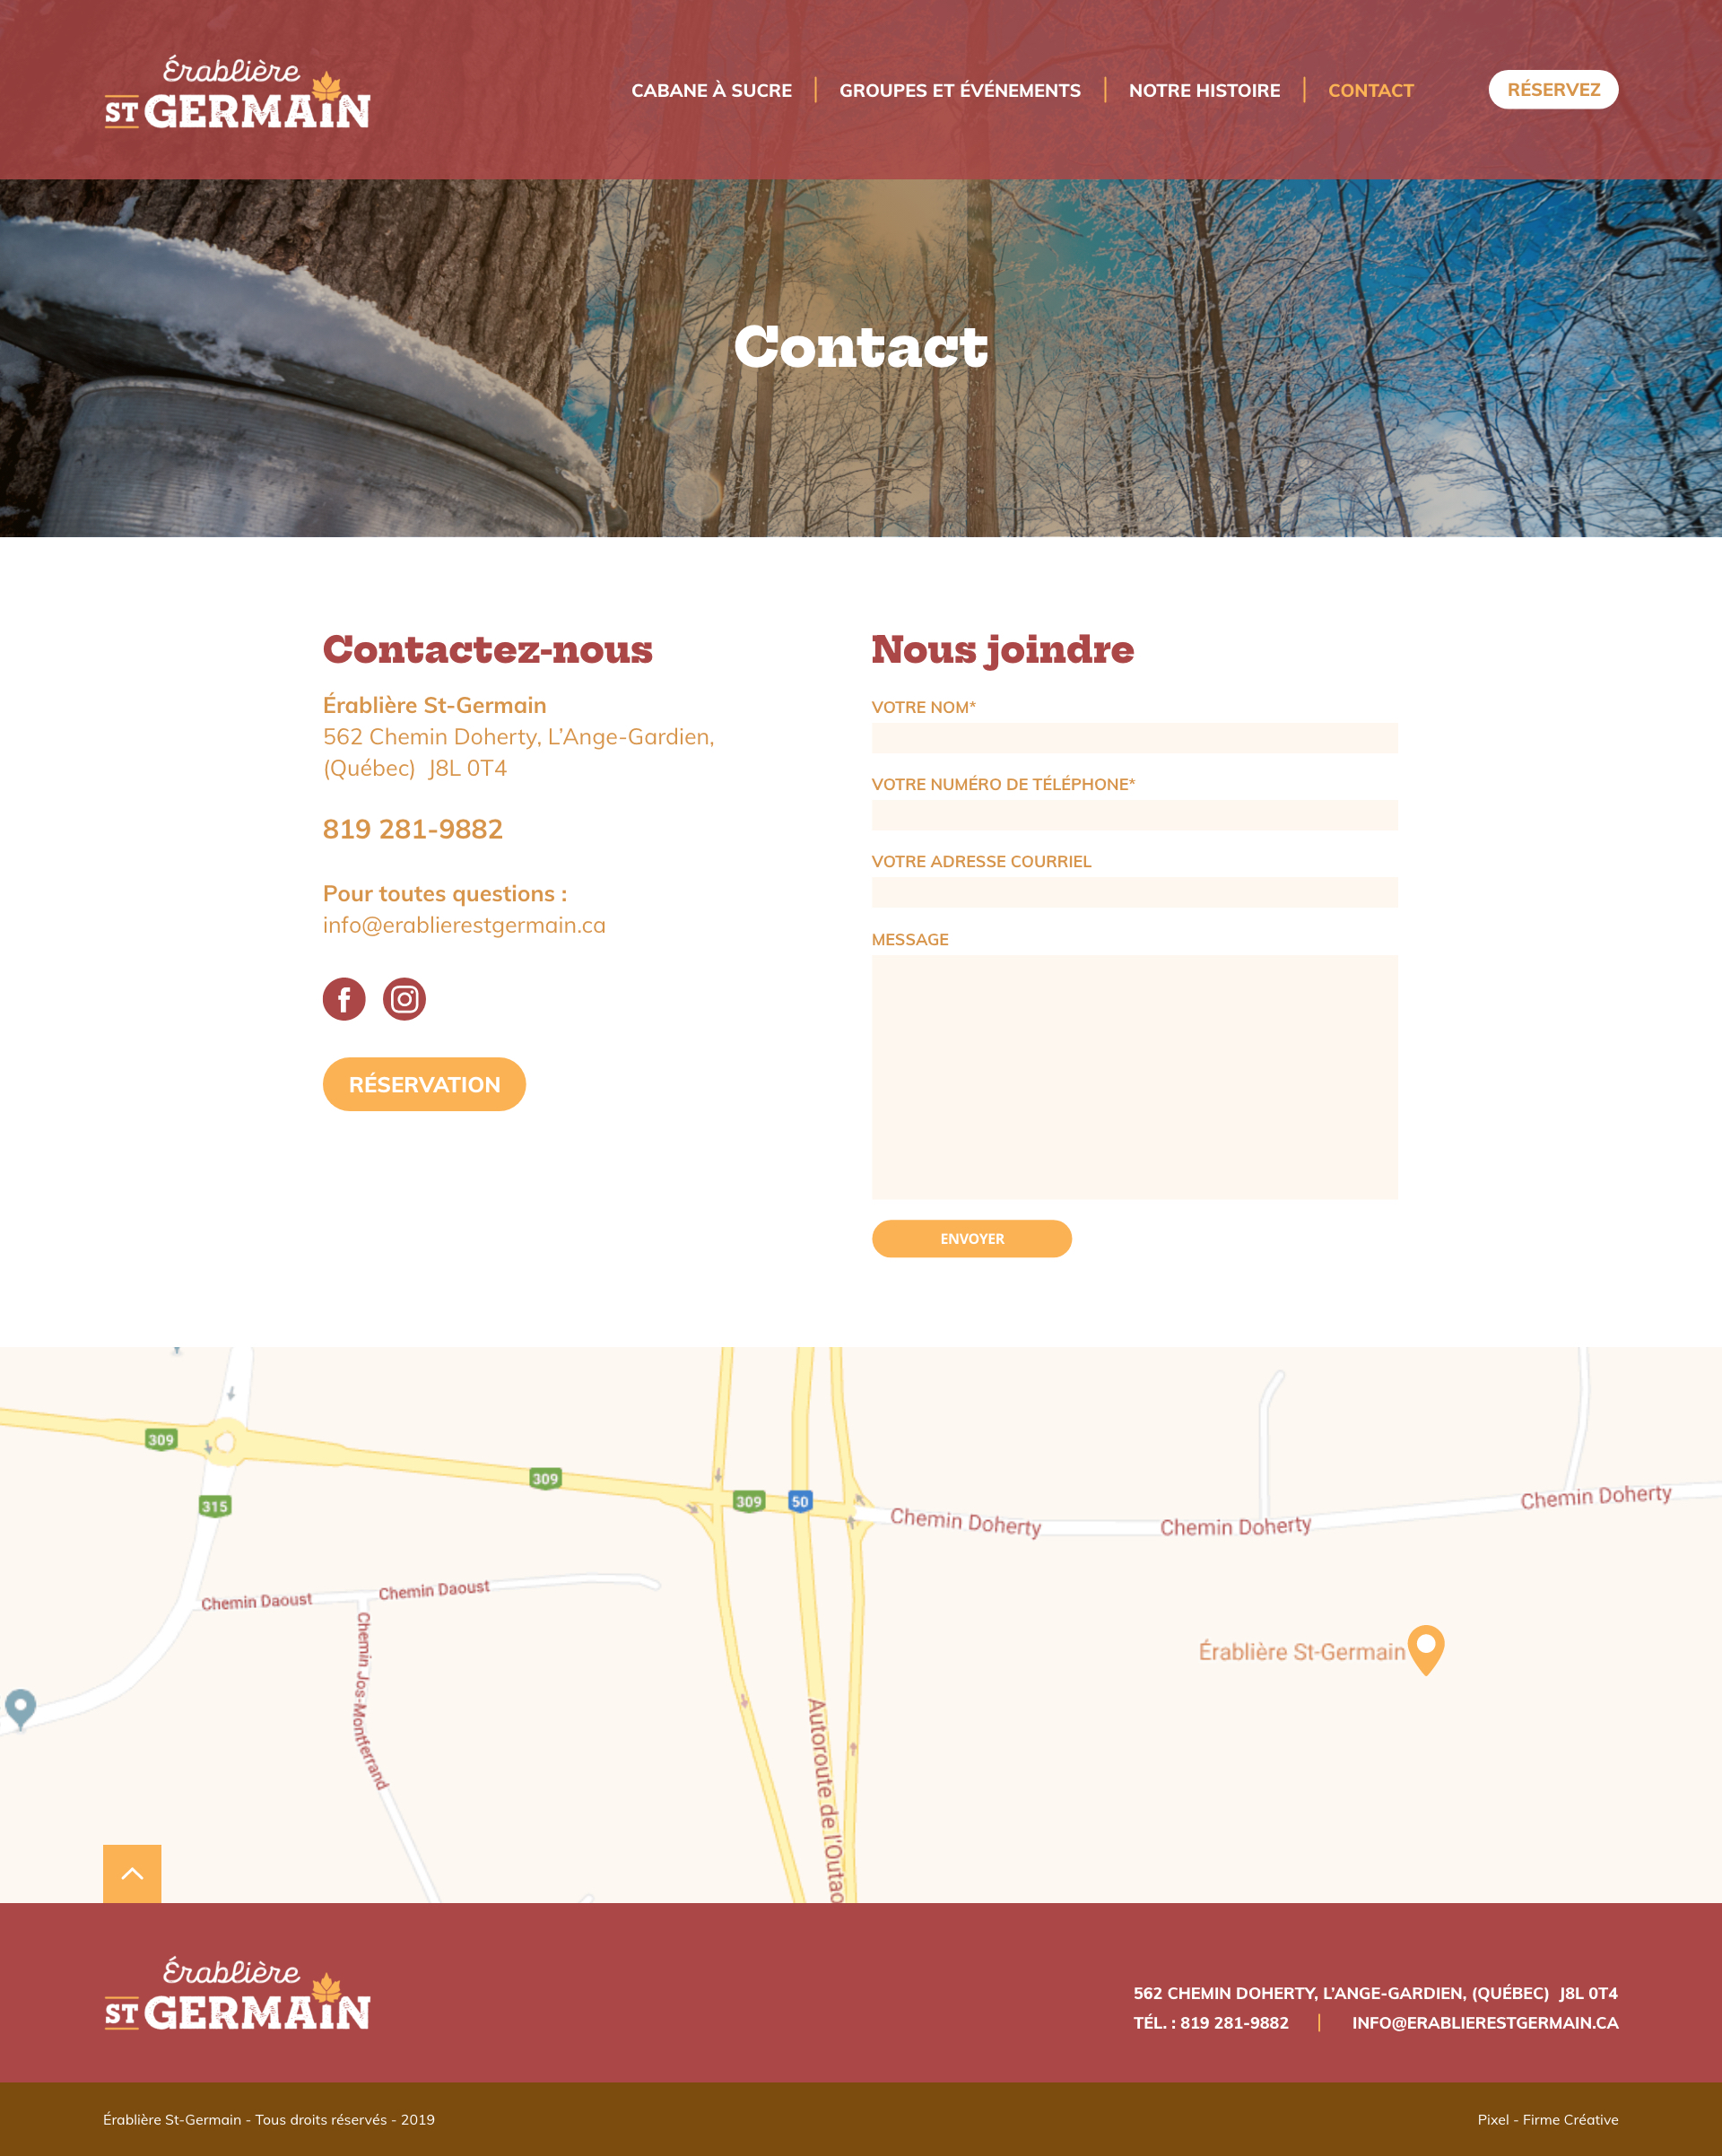 Érablière
ST GERMAIN
CABANE À SUCRE
GROUPES ET ÉVÉNEMENTS
NOTRE HISTOIRE
CONTACT
RÉSERVEZ
Contact
Contactez-nous
Érablière St-Germain
562 Chemin Doherty, L’Ange-Gardien,
(Québec)  J8L 0T4
819 281-9882
Pour toutes questions :
info@erablierestgermain.ca
RÉSERVATION
Nous joindre
VOTRE NOM*
VOTRE NUMÉRO DE TÉLÉPHONE*
VOTRE ADRESSE COURRIEL
MESSAGE
ENVOYER
309
315
309
309
50
Chemin Doherty
Chemin Doherty
Chemin Doherty
Chemin Daoust
Chemin Daoust
Chemin Jos-Montferrand
Érablière St-Germain
Autoroute de l'Outao
Érablière
ST GERMAIN
562 CHEMIN DOHERTY, L’ANGE-GARDIEN, (QUÉBEC)  J8L 0T4
TÉL. : 819 281-9882
INFO@ERABLIERESTGERMAIN.CA
Érablière St-Germain - Tous droits réservés - 2019
Pixel - Firme Créative